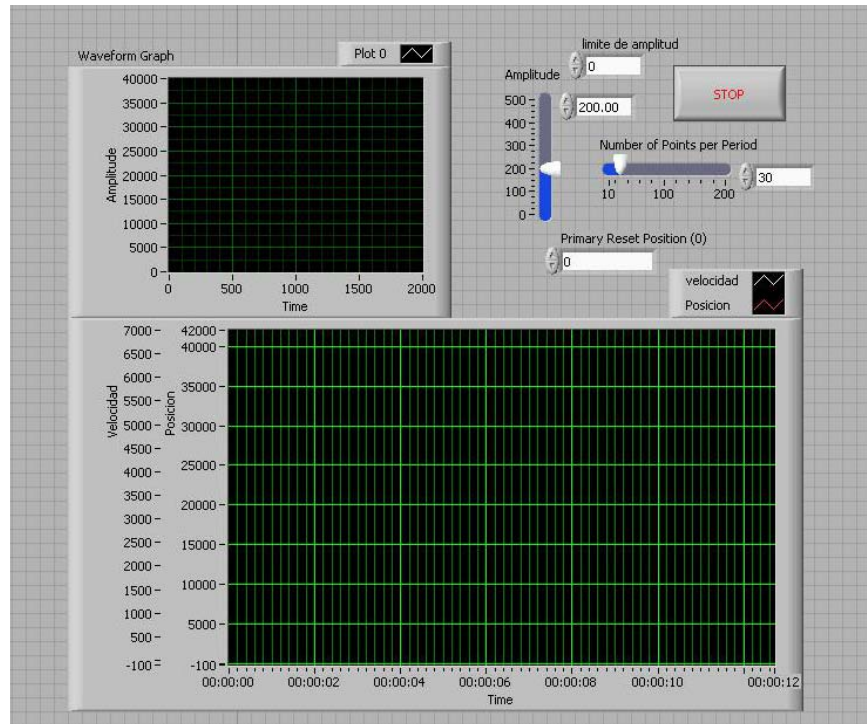 Waveform Graph
Plot 0
40000
35000
30000
25000
20000
15000
10000
5000
0
Amplitude
0 500 1000 1500 2000
Time
limite de amplitud
0
Amplitude
500
400
300
200
100
0
200.00
STOP
Number of Points per Period
10 100 200
30
Primary Reset Position (0)
0
velocidad
Posicion
7000
6500
6000
5500
5000
4500
4000
3500
3000
2500
2000
1500
1000
500
-100
Velocidad
42000
40000
35000
30000
25000
20000
15000
10000
5000
-100
Posicion
00:00:00 00:00:02 00:00:04 00:00:06 00:00:08 00:00:10 00:00:12
Time